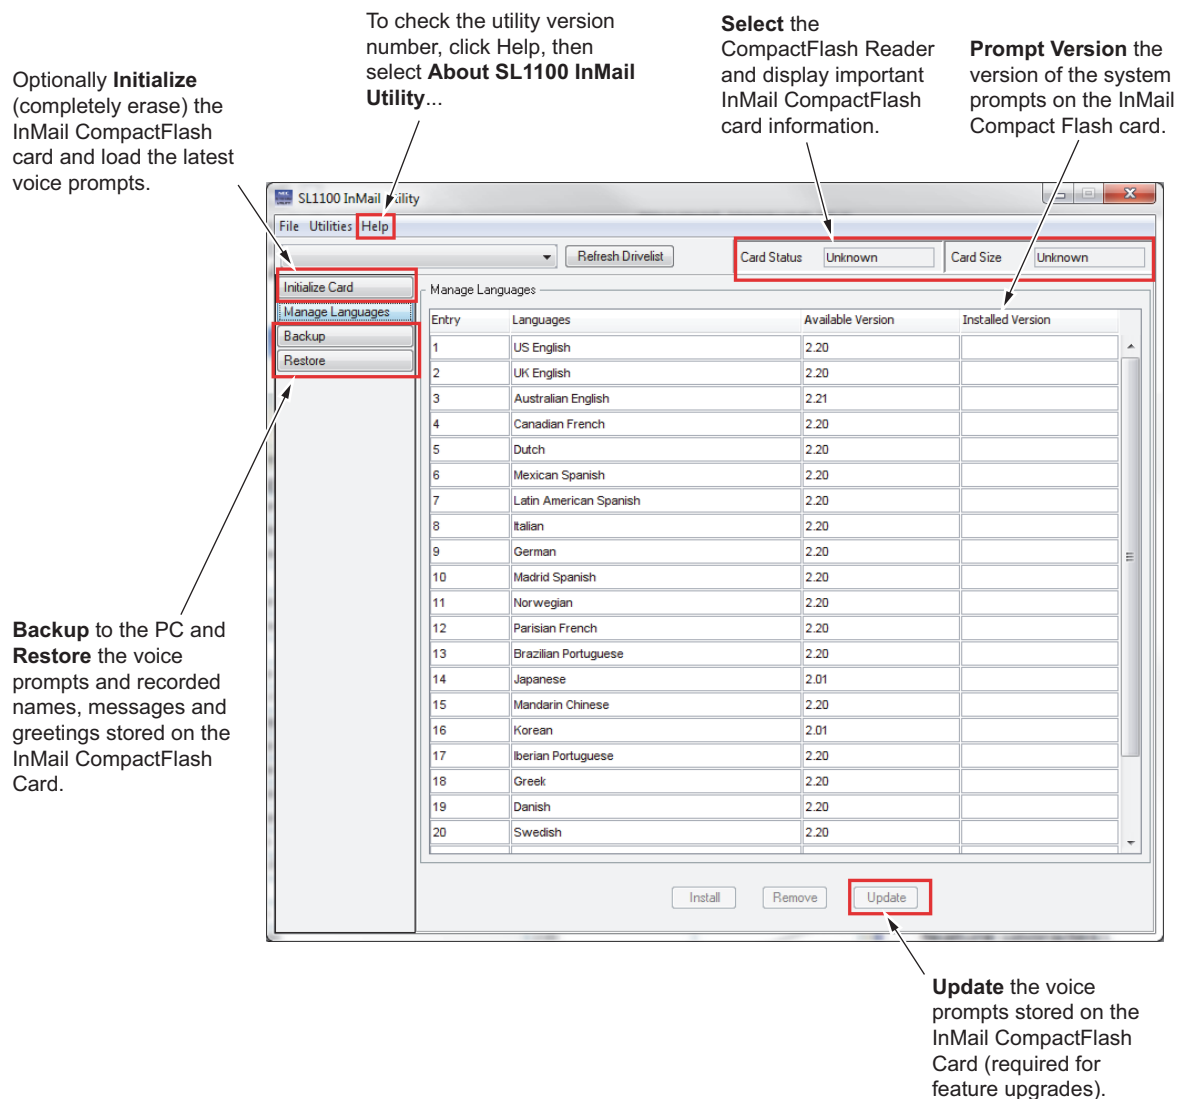 To check the utility version
number, click Help, then
select About SL1100 InMail
Utility...
Select the
CompactFlash Reader
and display important
InMail CompactFlash
card information.
Prompt Version the
version of the system
prompts on the InMail
Compact Flash card.
Optionally Initialize
(completely erase) the
InMail CompactFlash
card and load the latest
voice prompts.
SL1100 InMail Utility
File Utilities Help
Refresh Drivelist Card Status Unknown Card Size Unknown
Initialize Card
Manage Languages
Backup
Restore
Manage Languages
Entry Languages Available Version Installed Version
1 US English 2.20
2 UK English 2.20
3 Australian English 2.21
4 Canadian French 2.20
5 Dutch 2.20
6 Mexican Spanish 2.20
7 Latin American Spanish 2.20
8 Italian 2.20
9 German 2.20
10 Madrid Spanish 2.20
11 Norwegian 2.20
12 Parisian French 2.20
13 Brazilian Portuguese 2.20
14 Japanese 2.01
15 Mandarin Chinese 2.20
16 Korean 2.01
17 Iberian Portuguese 2.20
18 Greek 2.20
19 Danish 2.20
20 Swedish 2.20
Install Remove Update
Backup to the PC and
Restore the voice
prompts and recorded
names, messages and
greetings stored on the
InMail CompactFlash
Card.
Update the voice
prompts stored on the
InMail CompactFlash
Card (required for
feature upgrades).